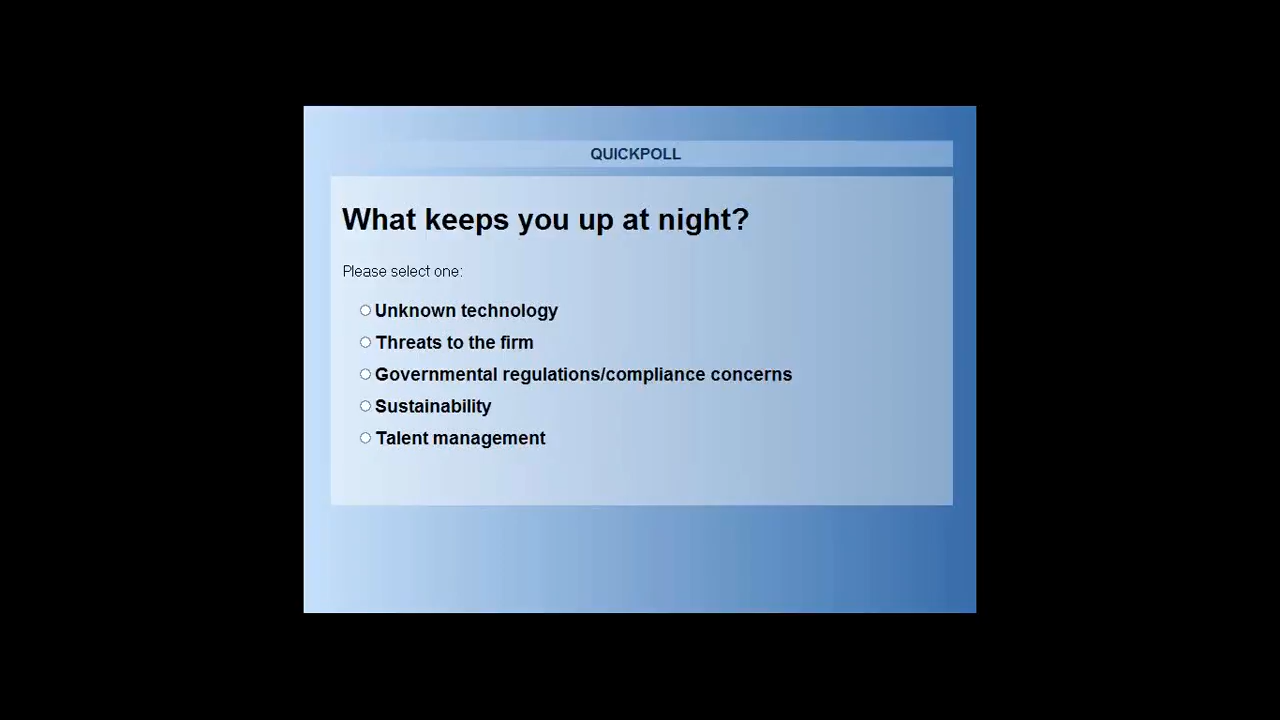 QUICKPOLL
What keeps you up at night?
Please select one:
Unknown technology
Threats to the firm
Governmental regulations/compliance concerns
Sustainability
Talent management